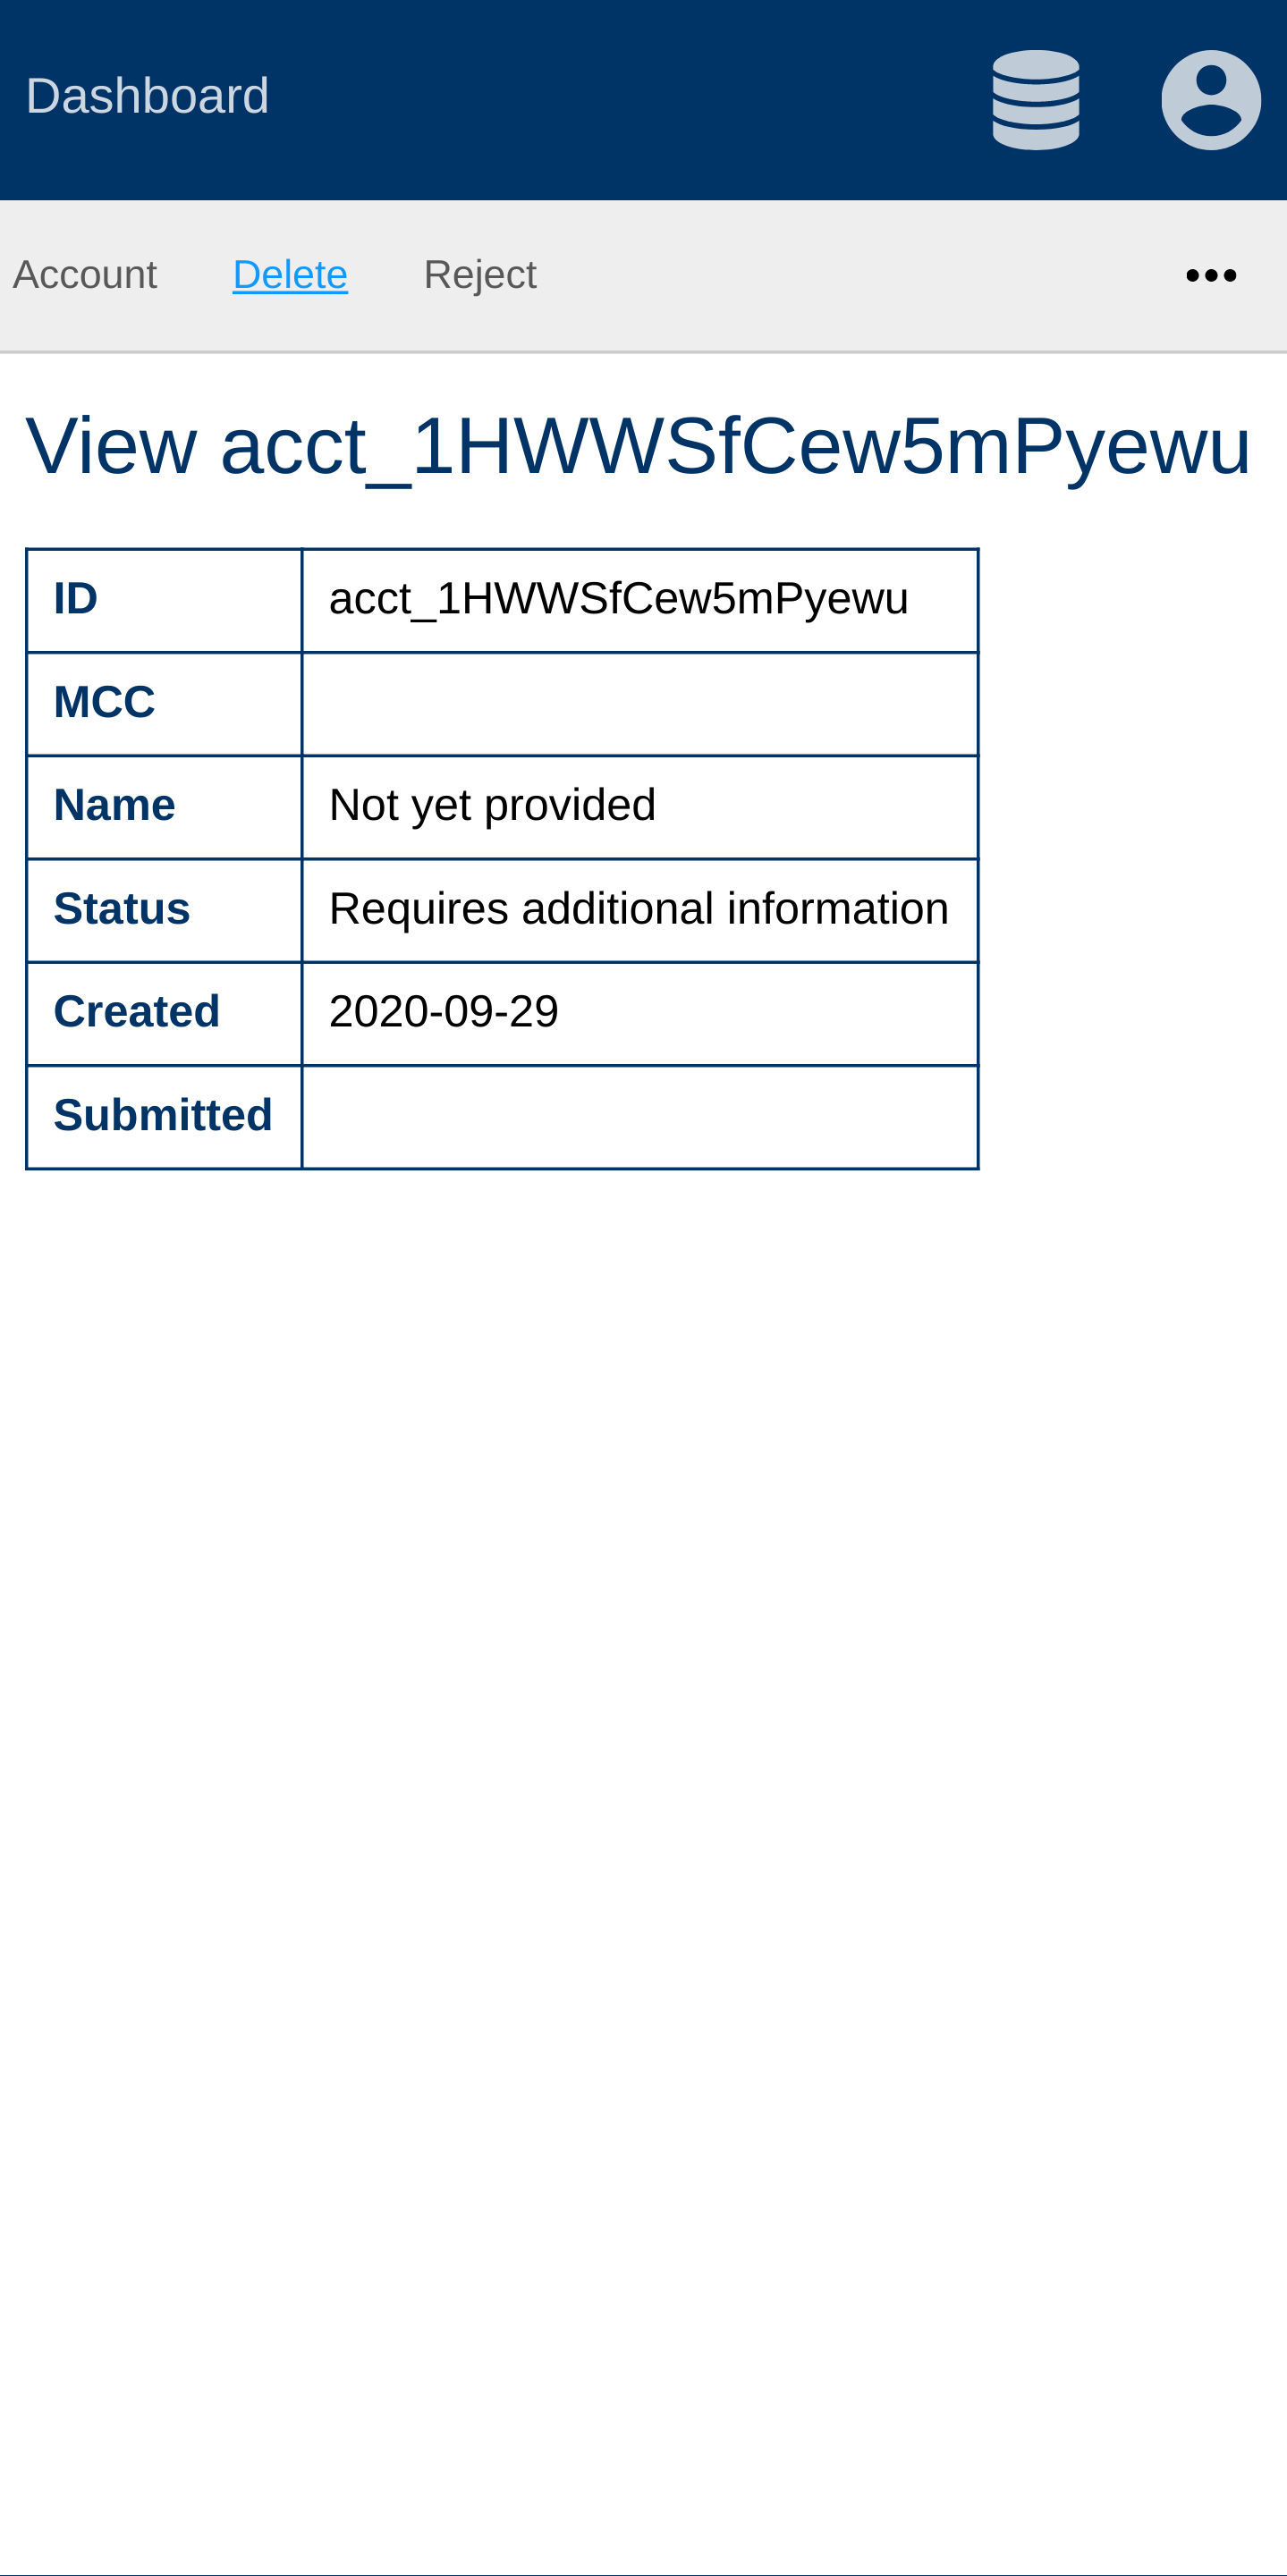 Dashboard
Account Delete Reject
View acct_1HWWSfCew5mPyewu
ID acct_1HWWSfCew5mPyewu
MCC
Name Not yet provided
Status Requires additional information
Created 2020-09-29
Submitted